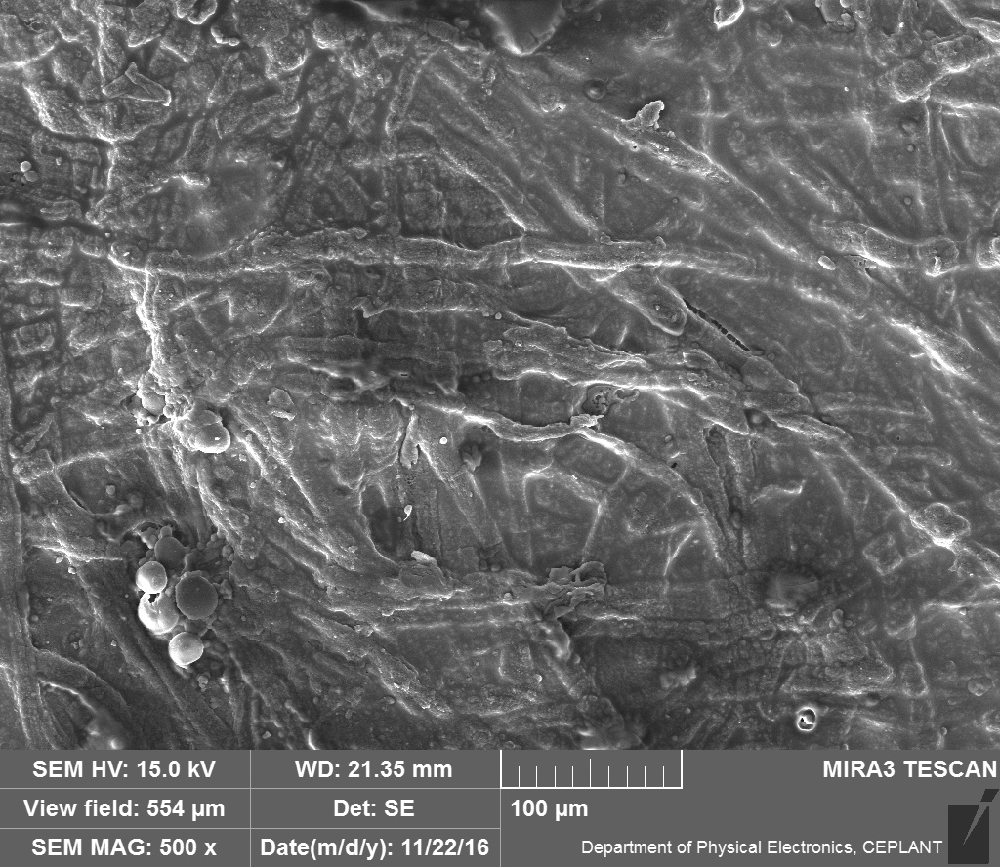 SEM HV: 15.0 kV
WD: 21.35 mm
MIRA3 TESCAN
View field: 554 µm
Det: SE
100 µm
SEM MAG: 500 x
Date(m/d/y): 11/22/16
Department of Physical Electronics, CEPLANT